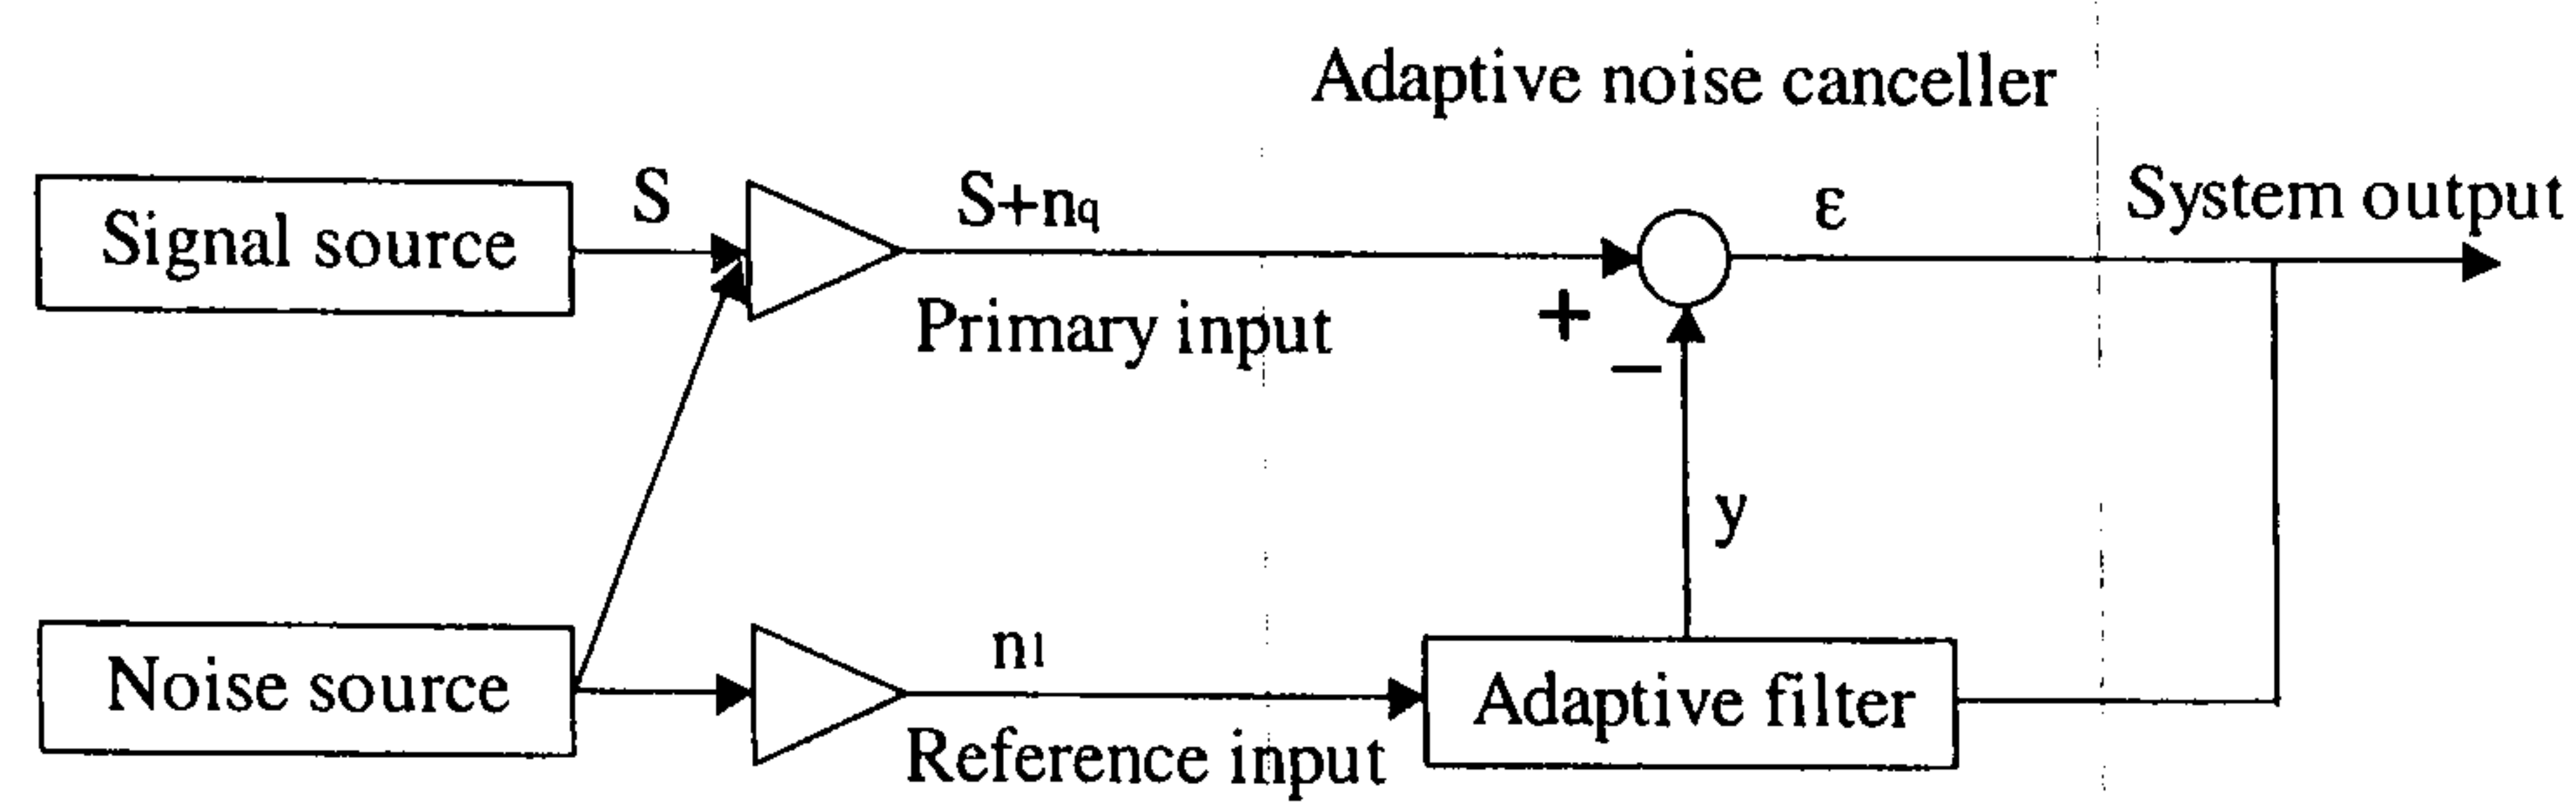 Adaptive noise canceller
Signal source
S
S+nq
ε
System output
+
−
Primary input
y
Noise source
n1
Adaptive filter
Reference input